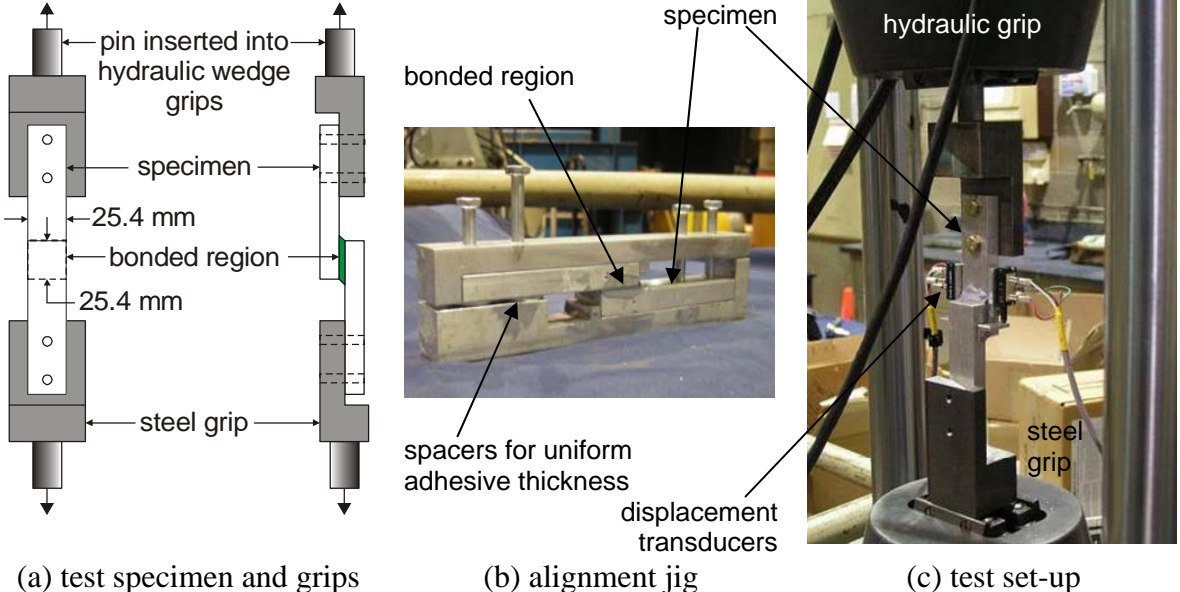 pin inserted into
hydraulic wedge
grips
specimen
25.4 mm
bonded region
25.4 mm
steel grip
(a) test specimen and grips
specimen
bonded region
spacers for uniform
adhesive thickness
displacement
transducers
(b) alignment jig
hydraulic grip
steel
grip
(c) test set-up